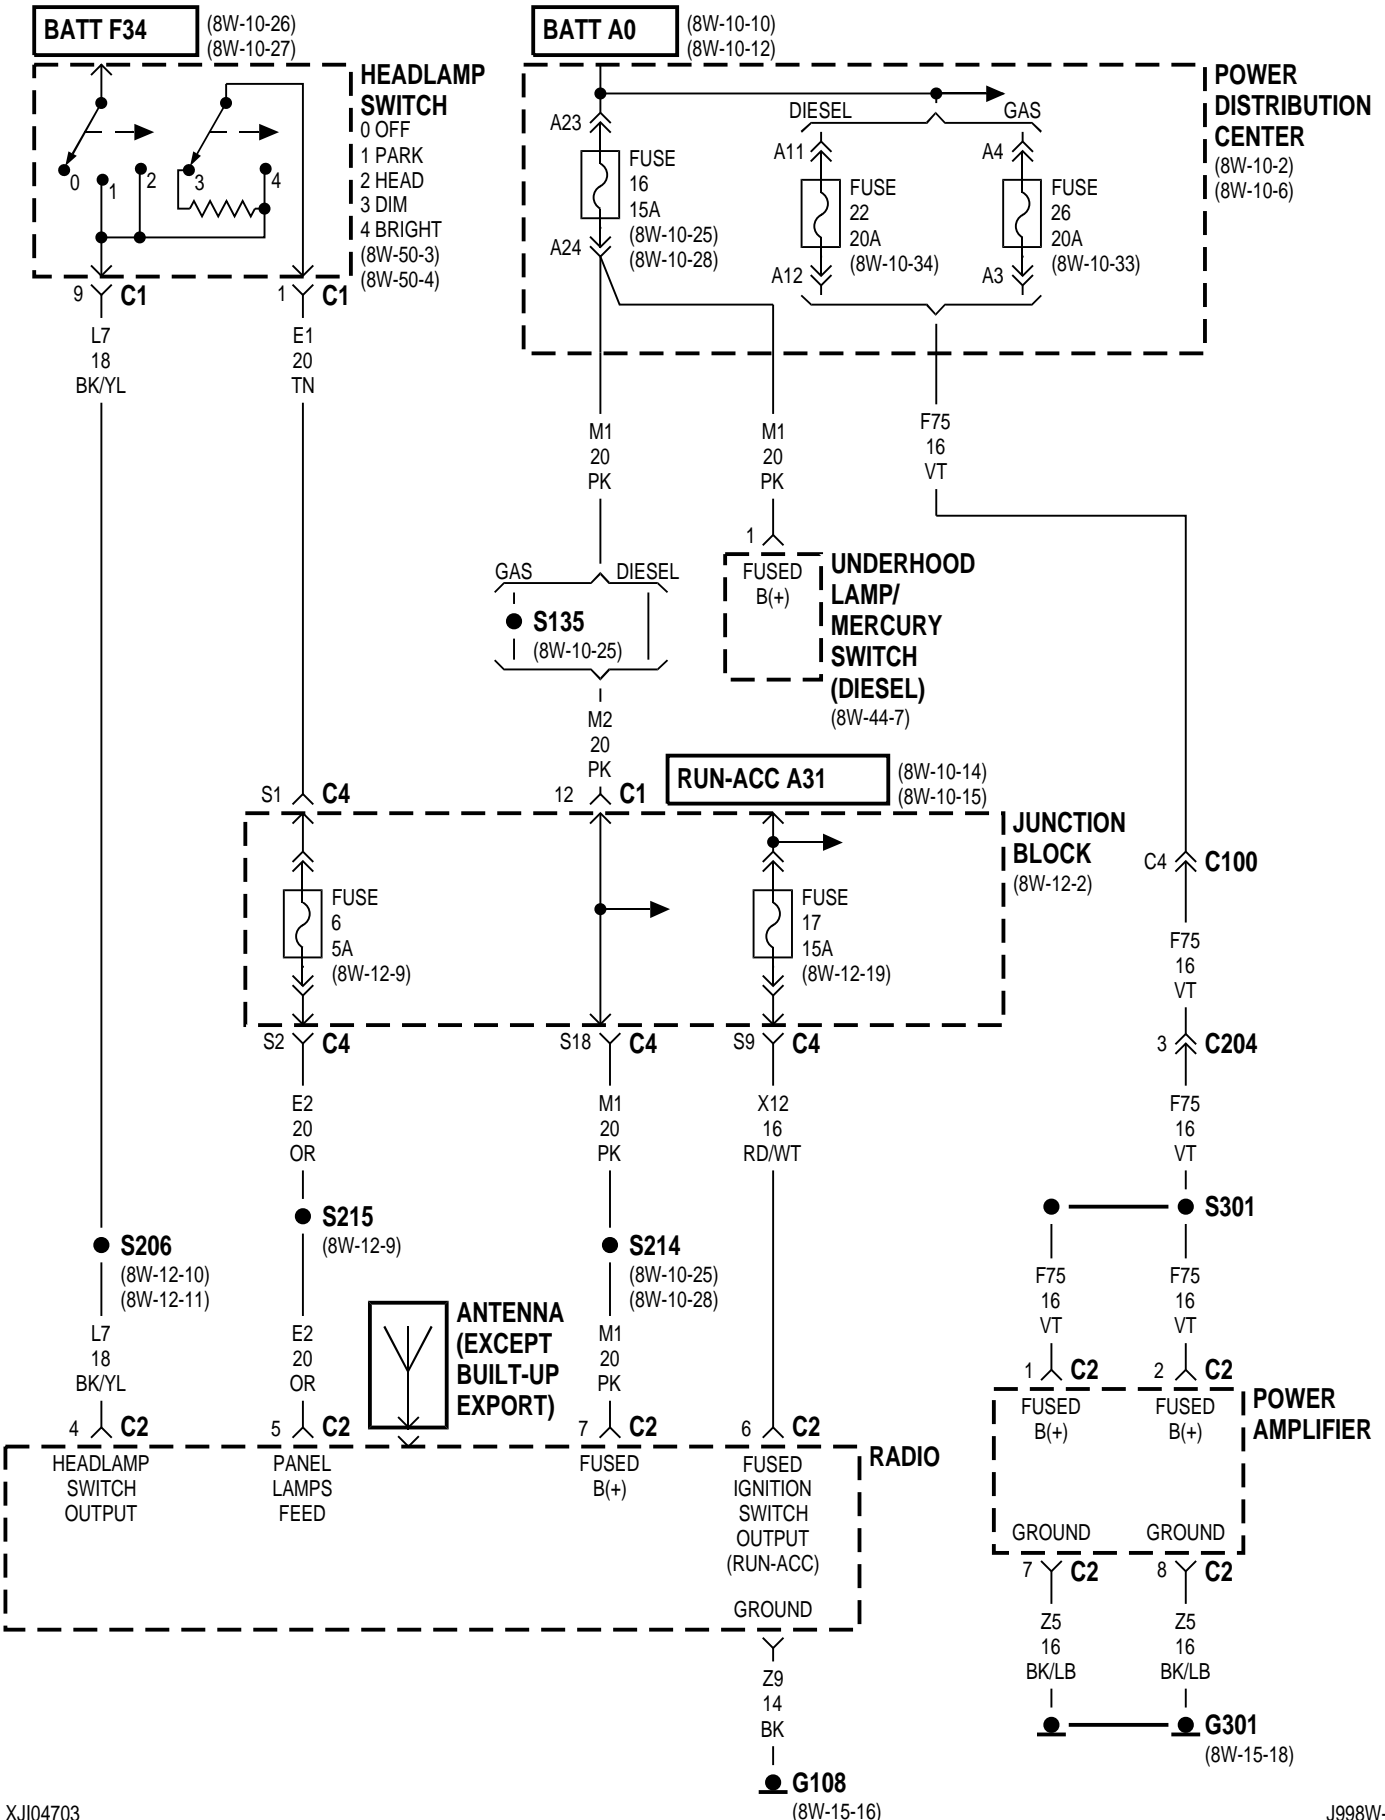 BATT F34
(8W-10-26)
(8W-10-27)
BATT A0
(8W-10-10)
(8W-10-12)
HEADLAMP
SWITCH
0 OFF
1 PARK
2 HEAD
3 DIM
4 BRIGHT
(8W-50-3)
(8W-50-4)
0
1
2
3
4
9 C1
1 C1
L7
18
BK/YL
E1
20
TN
POWER
DISTRIBUTION
CENTER
(8W-10-2)
(8W-10-6)
DIESEL
GAS
A23
FUSE
16
15A
(8W-10-25)
(8W-10-28)
A24
A11
FUSE
22
20A
(8W-10-34)
A12
A4
FUSE
26
20A
(8W-10-33)
A3
M1
20
PK
M1
20
PK
F75
16
VT
1
FUSED
B(+)
UNDERHOOD
LAMP/
MERCURY
SWITCH
(DIESEL)
(8W-44-7)
GAS
DIESEL
S135
(8W-10-25)
M2
20
PK
RUN-ACC A31
(8W-10-14)
(8W-10-15)
S1 C4
12 C1
JUNCTION
BLOCK
(8W-12-2)
FUSE
6
5A
(8W-12-9)
FUSE
17
15A
(8W-12-19)
C4 C100
F75
16
VT
3 C204
F75
16
VT
S2 C4
S18 C4
S9 C4
E2
20
OR
M1
20
PK
X12
16
RD/WT
S301
S215
(8W-12-9)
S206
(8W-12-10)
(8W-12-11)
S214
(8W-10-25)
(8W-10-28)
F75
16
VT
F75
16
VT
L7
18
BK/YL
E2
20
OR
ANTENNA
(EXCEPT
BUILT-UP
EXPORT)
M1
20
PK
1 C2
2 C2
FUSED
B(+)
FUSED
B(+)
POWER
AMPLIFIER
GROUND
GROUND
4 C2
5 C2
7 C2
6 C2
RADIO
HEADLAMP
SWITCH
OUTPUT
PANEL
LAMPS
FEED
FUSED
B(+)
FUSED
IGNITION
SWITCH
OUTPUT
(RUN-ACC)
GROUND
7 C2
8 C2
Z5
16
BK/LB
Z5
16
BK/LB
G301
(8W-15-18)
Z9
14
BK
G108
(8W-15-16)
XJI04703
J998W-